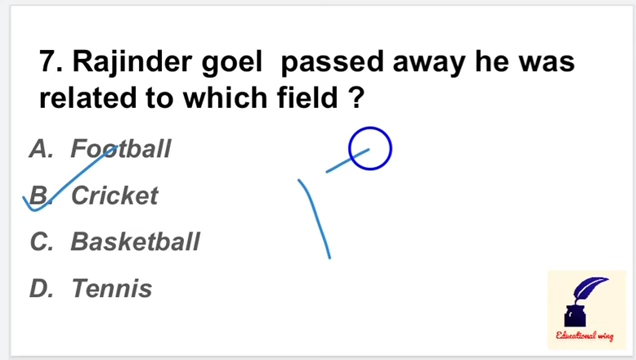 7. Rajinder goel passed away he was
related to which field ?
A. Football
B. Cricket
C. Basketball
D. Tennis
Educational wing